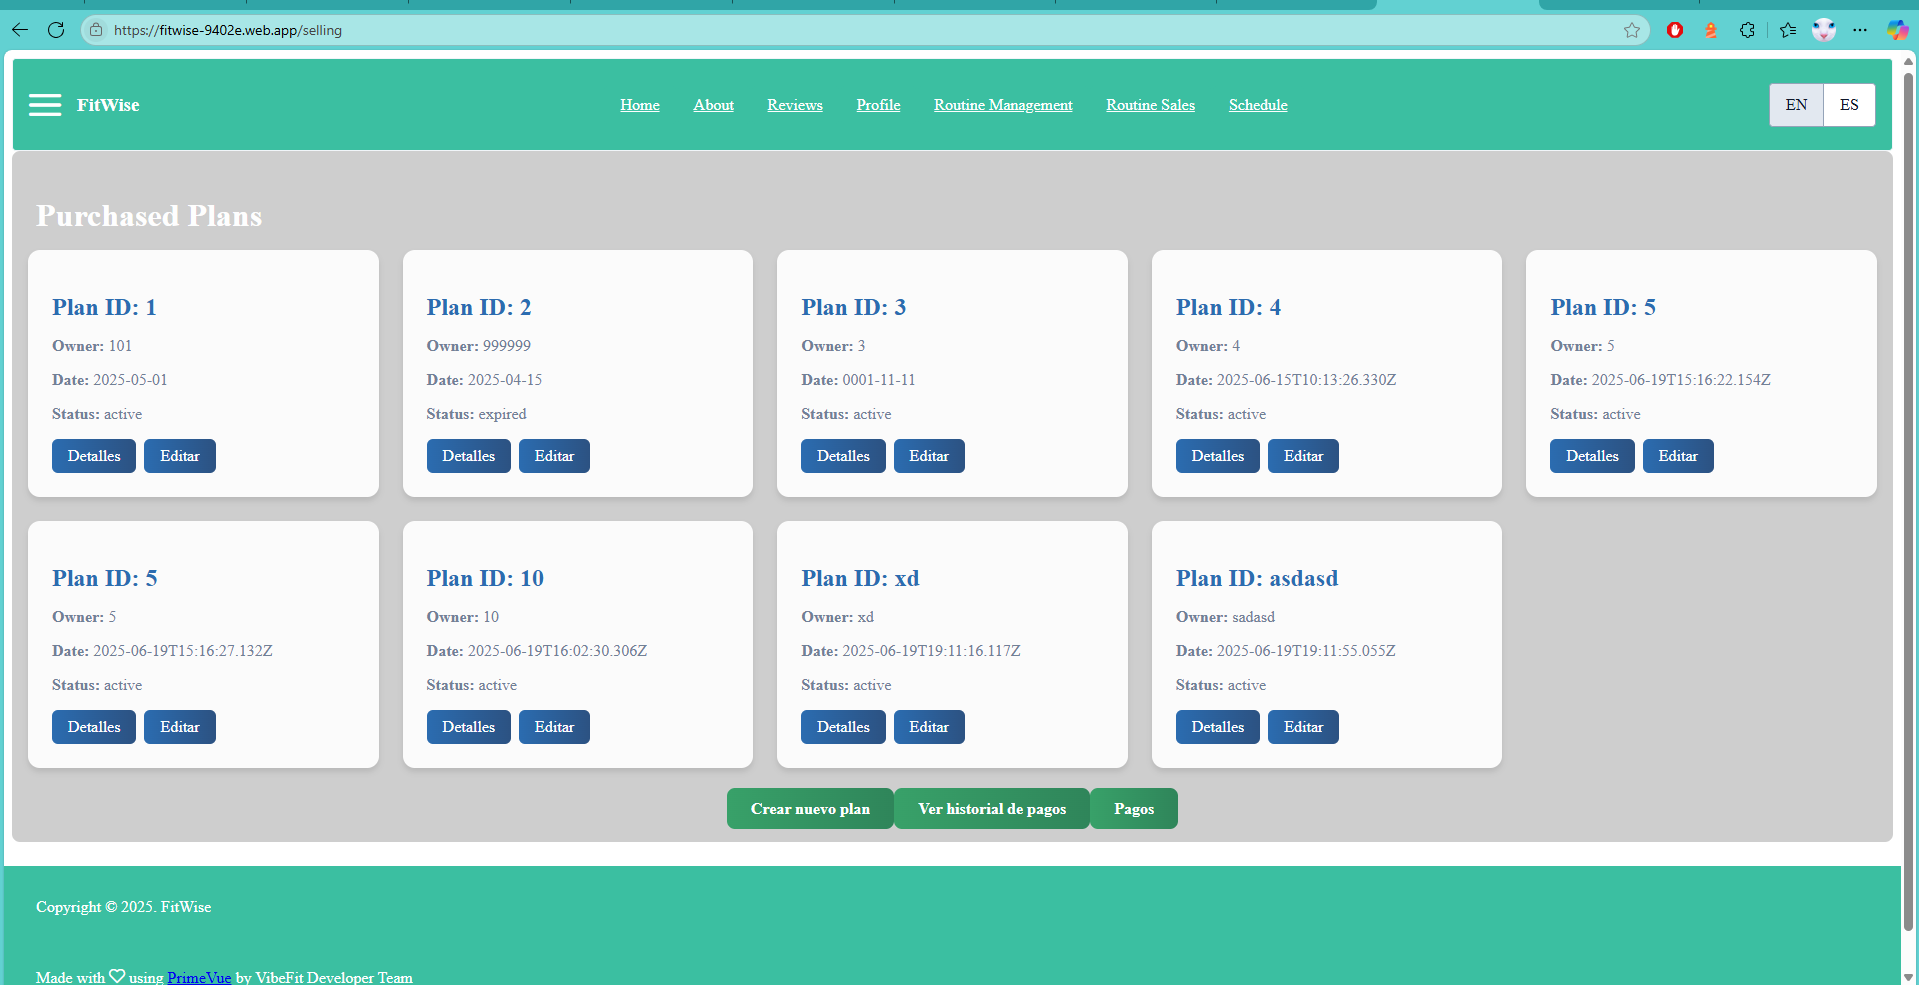 https://fitwise-9402e.web.app/selling
FitWise
Home About Reviews Profile Routine Management Routine Sales Schedule
EN ES
Purchased Plans
Plan ID: 1
Owner: 101
Date: 2025-05-01
Status: active
Detalles Editar
Plan ID: 2
Owner: 999999
Date: 2025-04-15
Status: expired
Detalles Editar
Plan ID: 3
Owner: 3
Date: 0001-11-11
Status: active
Detalles Editar
Plan ID: 4
Owner: 4
Date: 2025-06-15T10:13:26.330Z
Status: active
Detalles Editar
Plan ID: 5
Owner: 5
Date: 2025-06-19T15:16:22.154Z
Status: active
Detalles Editar
Plan ID: 5
Owner: 5
Date: 2025-06-19T15:16:27.132Z
Status: active
Detalles Editar
Plan ID: 10
Owner: 10
Date: 2025-06-19T16:02:30.306Z
Status: active
Detalles Editar
Plan ID: xd
Owner: xd
Date: 2025-06-19T19:11:16.117Z
Status: active
Detalles Editar
Plan ID: asdasd
Owner: sadasd
Date: 2025-06-19T19:11:55.055Z
Status: active
Detalles Editar
Crear nuevo plan Ver historial de pagos Pagos
Copyright © 2025. FitWise
Made with ♡ using PrimeVue by VibeFit Developer Team